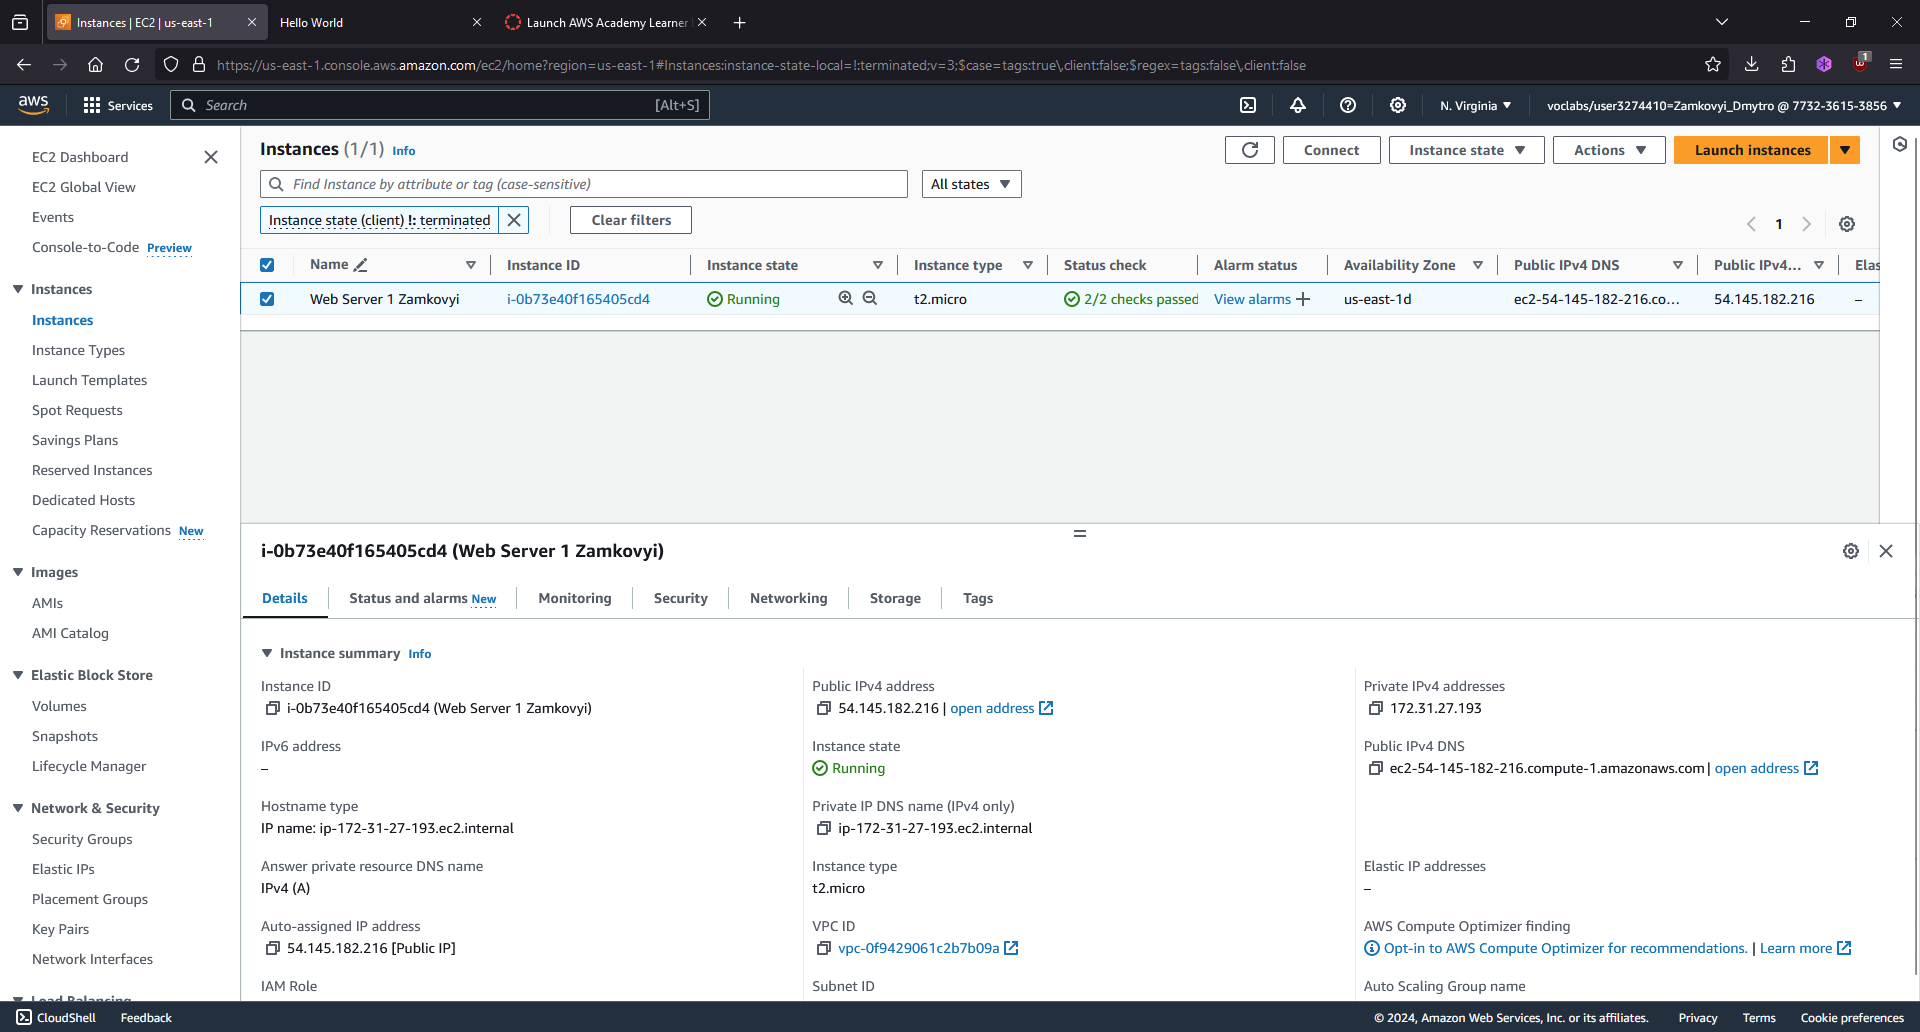 Instances | EC2 | us-east-1
Hello World
Launch AWS Academy Learner
https://us-east-1.console.aws.amazon.com/ec2/home?region=us-east-1#Instances:instance-state-local=!:terminated;v=3;$case=tags:true\,client:false;$regex=tags:false\,client:false
1
aws
Services
Search
[Alt+S]
N. Virginia
voclabs/user3274410=Zamkovyi_Dmytro @ 7732-3615-3856
EC2 Dashboard
EC2 Global View
Events
Console-to-Code Preview
Instances
Instances
Instance Types
Launch Templates
Spot Requests
Savings Plans
Reserved Instances
Dedicated Hosts
Capacity Reservations New
Images
AMIs
AMI Catalog
Elastic Block Store
Volumes
Snapshots
Lifecycle Manager
Network & Security
Security Groups
Elastic IPs
Placement Groups
Key Pairs
Network Interfaces
Load Balancing
Instances (1/1) Info
Connect
Instance state
Actions
Launch instances
Find Instance by attribute or tag (case-sensitive)
All states
Instance state (client) !: terminated
Clear filters
1
Name
Instance ID
Instance state
Instance type
Status check
Alarm status
Availability Zone
Public IPv4 DNS
Public IPv4...
Elas
Web Server 1 Zamkovyi
i-0b73e40f165405cd4
Running
t2.micro
2/2 checks passed
View alarms
us-east-1d
ec2-54-145-182-216.co...
54.145.182.216
–
i-0b73e40f165405cd4 (Web Server 1 Zamkovyi)
Details
Status and alarms New
Monitoring
Security
Networking
Storage
Tags
Instance summary Info
Instance ID
i-0b73e40f165405cd4 (Web Server 1 Zamkovyi)
Public IPv4 address
54.145.182.216 | open address
Private IPv4 addresses
172.31.27.193
IPv6 address
–
Instance state
Running
Public IPv4 DNS
ec2-54-145-182-216.compute-1.amazonaws.com | open address
Hostname type
IP name: ip-172-31-27-193.ec2.internal
Private IP DNS name (IPv4 only)
ip-172-31-27-193.ec2.internal
Answer private resource DNS name
IPv4 (A)
Instance type
t2.micro
Elastic IP addresses
–
Auto-assigned IP address
54.145.182.216 [Public IP]
VPC ID
vpc-0f9429061c2b7b09a
AWS Compute Optimizer finding
Opt-in to AWS Compute Optimizer for recommendations. | Learn more
IAM Role
Subnet ID
Auto Scaling Group name
CloudShell
Feedback
© 2024, Amazon Web Services, Inc. or its affiliates.
Privacy
Terms
Cookie preferences